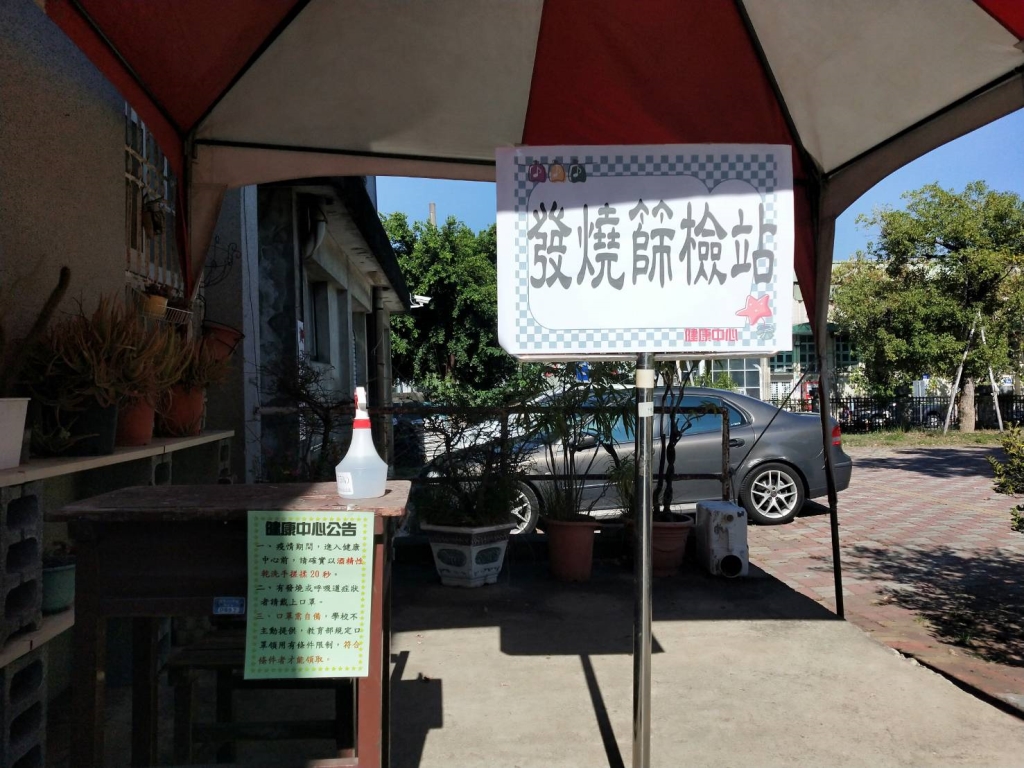 發燒篩檢站
健康中心
健康中心公告
一、疫情期間，進入健康
中心前，請確實以酒精性
乾洗手搓揉20秒。
二、有發燒或呼吸道症狀
者請戴上口罩。
三、口罩需自備，學校不
主動提供，教育部規定口
罩領用有條件限制，符合
條件者才能領取。